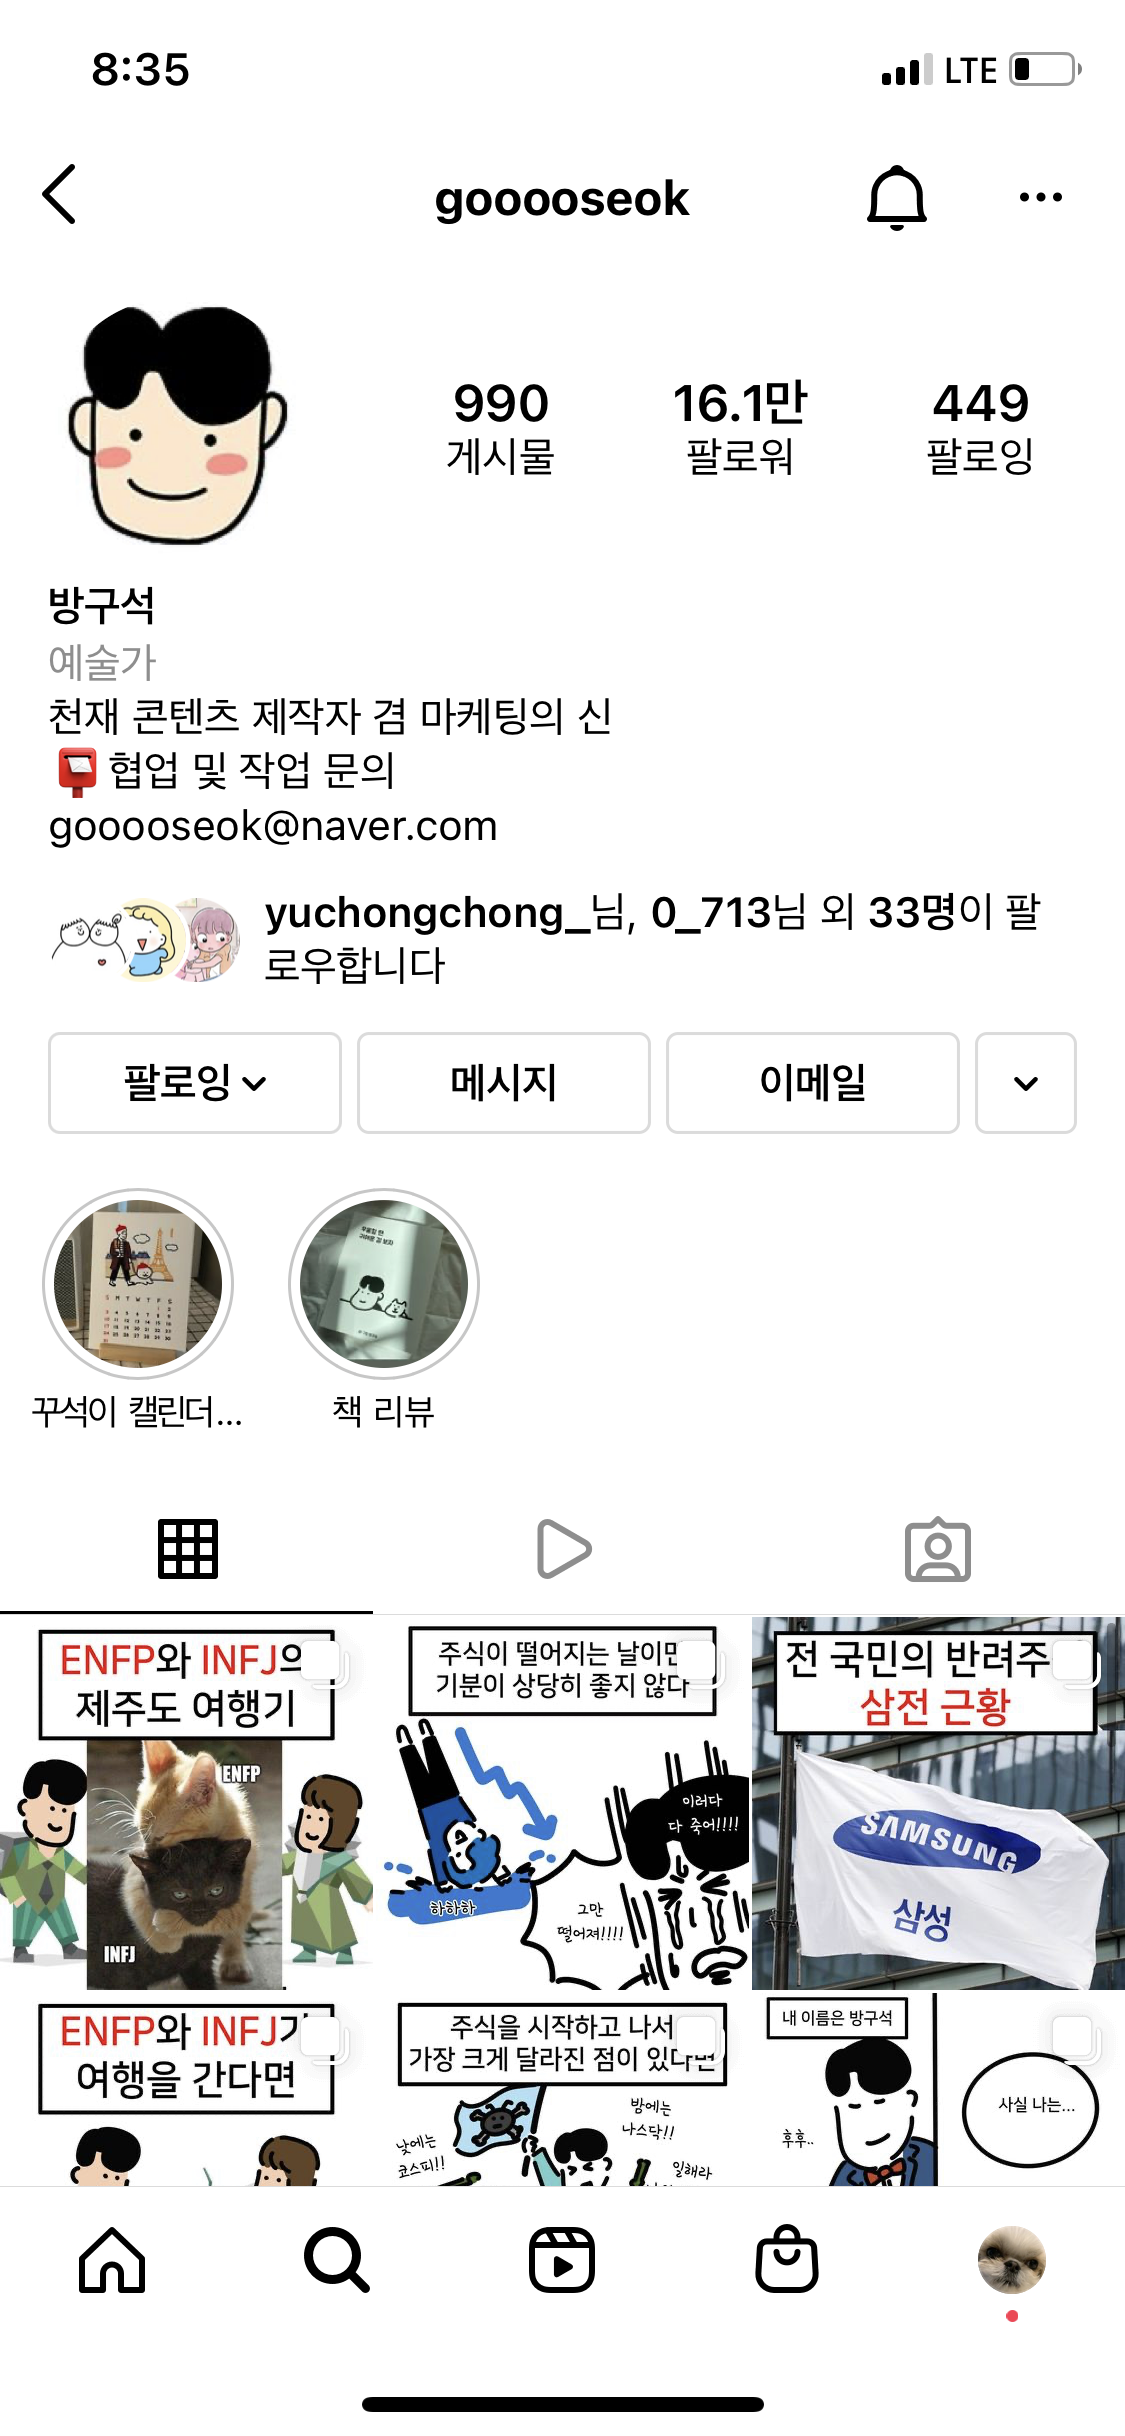 8:35
LTE
gooooseok
990
게시물
16.1만
팔로워
449
팔로잉
방구석
예술가
천재 콘텐츠 제작자 겸 마케팅의 신
협업 및 작업 문의
gooooseok@naver.com
yuchongchong_님, 0_713님 외 33명이 팔
로우합니다
팔로잉
메시지
이메일
꾸석이 캘린더...
책 리뷰
ENFP와 INFJ의
제주도 여행기
ENFP
INFJ
주식이 떨어지는 날이면
기분이 상당히 좋지 않다
하하하
이러다
다 죽어!!!!
그만
떨어져!!!!
전 국민의 반려주
삼전 근황
SAMSUNG
삼성
ENFP와 INFJ가
여행을 간다면
주식을 시작하고 나서
가장 크게 달라진 점이 있다면
낮에는
코스피!!
밤에는
나스닥!!
일해라
내 이름은 방구석
후후..
사실 나는...